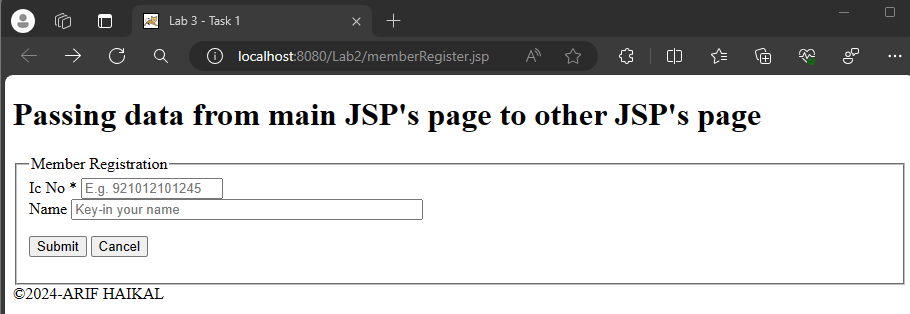 Lab 3 - Task 1
localhost:8080/Lab2/memberRegister.jsp
Passing data from main JSP's page to other JSP's page
Member Registration
Ic No * E.g. 921012101245
Name Key-in your name
Submit Cancel
©2024-ARIF HAIKAL